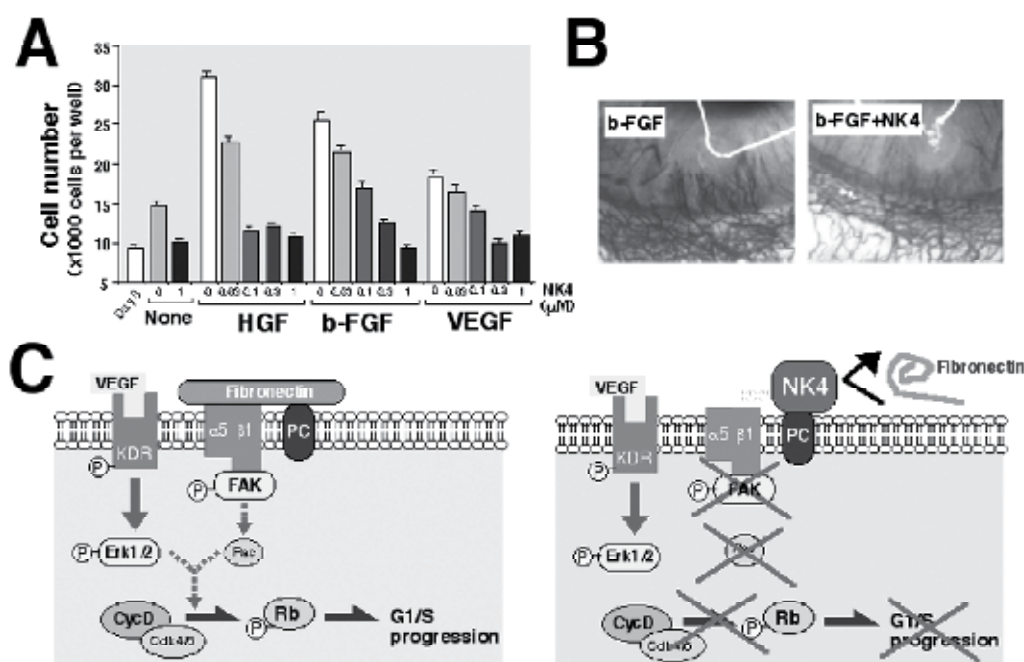 A
35
30
25
20
15
10
5
Cell number
(x1000 cells per well)
0 1
0 0.03 0.1 0.3 1
0 0.03 0.1 0.3 1
0 0.03 0.1 0.3 1
NK4
(μM)
None
HGF
b-FGF
VEGF
B
b-FGF
b-FGF+NK4
C
VEGF
Fibronectin
α5 β1
PC
KDR
P
FAK
P
P
Erk1/2
Rac
CycD
Cdk4/6
P
Rb
G1/S
progression
VEGF
NK4
Fibronectin
α5 β1
PC
KDR
P
P
FAK
P
Erk1/2
CycD
Cdk4/6
P
Rb
G1/S
progression